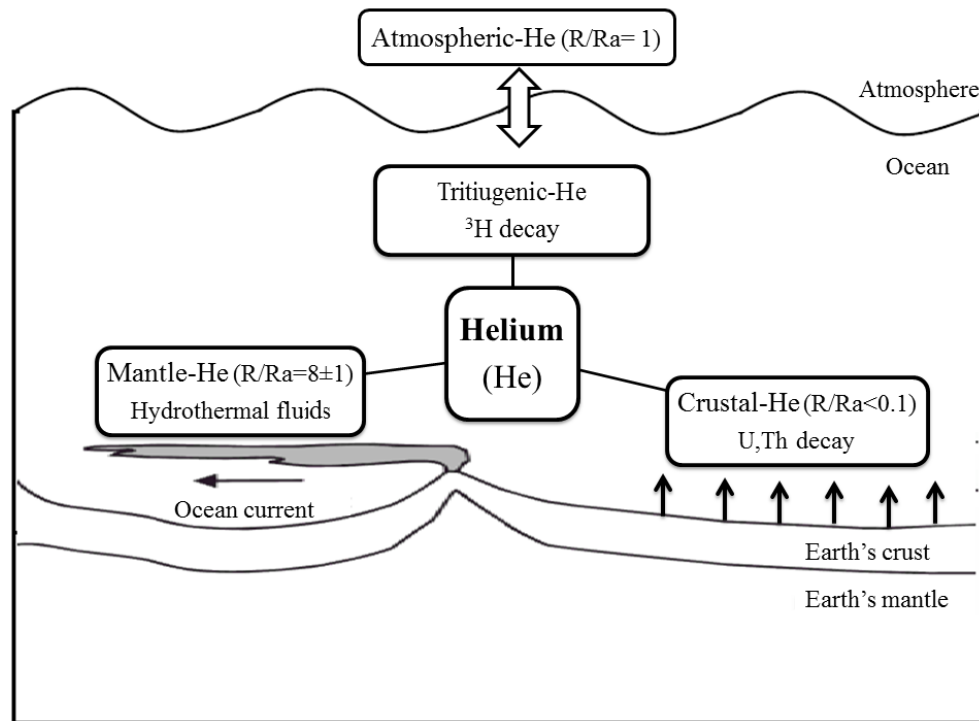 Atmospheric-He (R/Ra= 1)
Atmosphere
Ocean
Tritiugenic-He
³H decay
Helium
(He)
Mantle-He (R/Ra=8±1)
Hydrothermal fluids
Crustal-He (R/Ra<0.1)
U,Th decay
Ocean current
Earth's crust
Earth's mantle